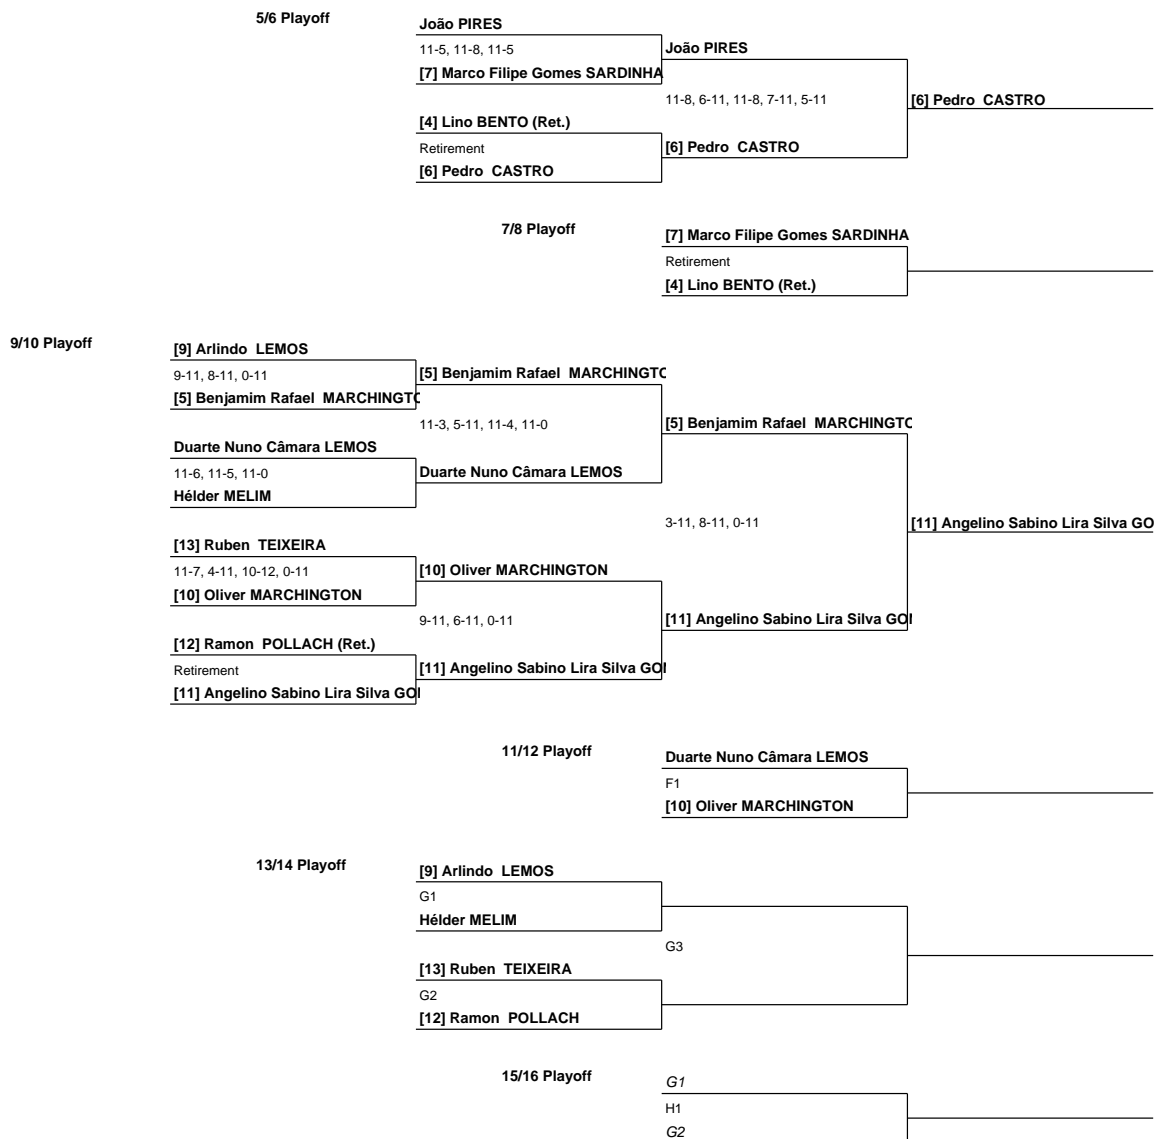 5/6 Playoff
João PIRES
11-5, 11-8, 11-5
João PIRES
[7] Marco Filipe Gomes SARDINHA
11-8, 6-11, 11-8, 7-11, 5-11
[6] Pedro CASTRO
[4] Lino BENTO (Ret.)
Retirement
[6] Pedro CASTRO
[6] Pedro CASTRO
7/8 Playoff
[7] Marco Filipe Gomes SARDINHA
Retirement
[4] Lino BENTO (Ret.)
9/10 Playoff
[9] Arlindo LEMOS
9-11, 8-11, 0-11
[5] Benjamim Rafael MARCHINGTO
[5] Benjamim Rafael MARCHINGTO
11-3, 5-11, 11-4, 11-0
[5] Benjamim Rafael MARCHINGTO
Duarte Nuno Câmara LEMOS
11-6, 11-5, 11-0
Duarte Nuno Câmara LEMOS
Hélder MELIM
3-11, 8-11, 0-11
[11] Angelino Sabino Lira Silva GO
[13] Ruben TEIXEIRA
11-7, 4-11, 10-12, 0-11
[10] Oliver MARCHINGTON
[10] Oliver MARCHINGTON
9-11, 6-11, 0-11
[11] Angelino Sabino Lira Silva GO
[12] Ramon POLLACH (Ret.)
Retirement
[11] Angelino Sabino Lira Silva GO
[11] Angelino Sabino Lira Silva GO
11/12 Playoff
Duarte Nuno Câmara LEMOS
F1
[10] Oliver MARCHINGTON
13/14 Playoff
[9] Arlindo LEMOS
G1
Hélder MELIM
G3
[13] Ruben TEIXEIRA
G2
[12] Ramon POLLACH
15/16 Playoff
G1
H1
G2